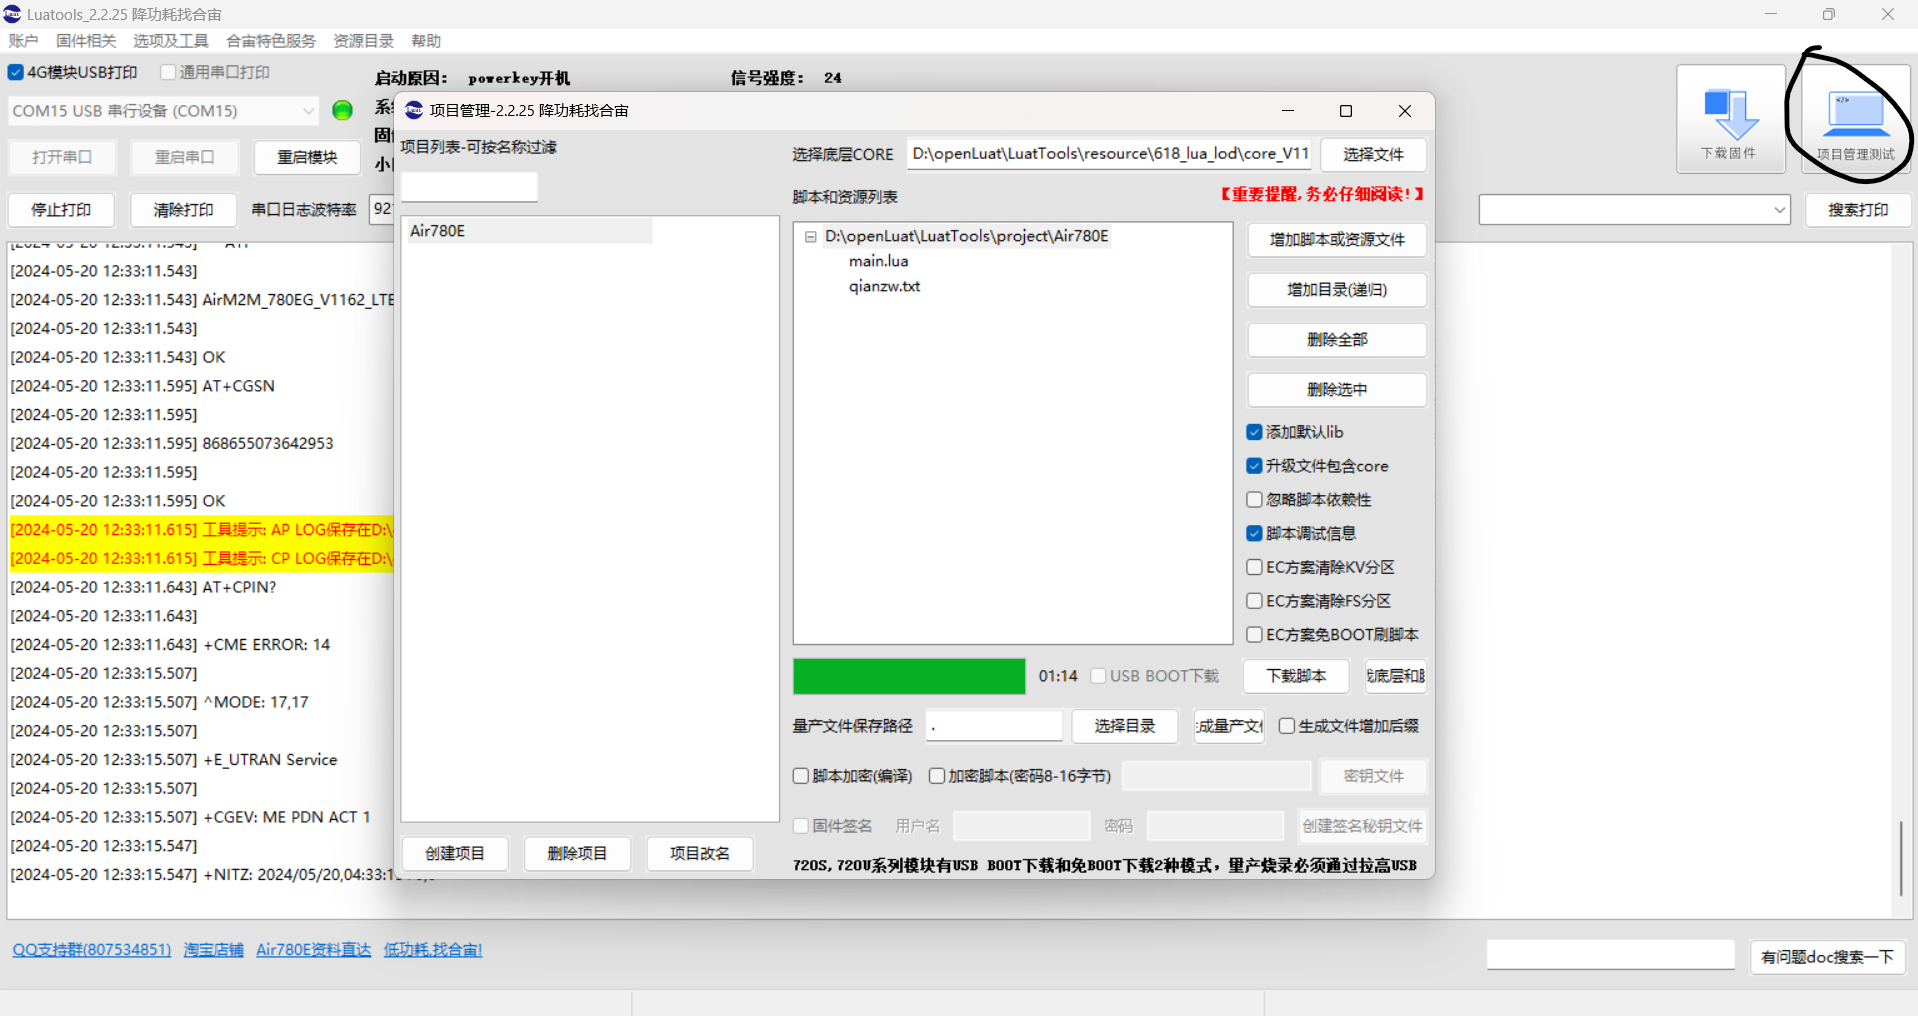 Luatools_2.2.25 降功耗找合宙
账户 固件相关 选项及工具 合宙特色服务 资源目录 帮助
4G模块USB打印 通用串口打印
启动原因： powerkey开机 信号强度： 24
COM15 USB 串行设备 (COM15)
打开串口 重启串口 重启模块
停止打印 清除打印 串口日志波特率 92
搜索打印
下载固件 项目管理测试
[2024-05-20 12:33:11.543]
[2024-05-20 12:33:11.543] AirM2M_780EG_V1162_LTE
[2024-05-20 12:33:11.543]
[2024-05-20 12:33:11.543] OK
[2024-05-20 12:33:11.595] AT+CGSN
[2024-05-20 12:33:11.595]
[2024-05-20 12:33:11.595] 868655073642953
[2024-05-20 12:33:11.595]
[2024-05-20 12:33:11.595] OK
[2024-05-20 12:33:11.615] 工具提示: AP LOG保存在D:\
[2024-05-20 12:33:11.615] 工具提示: CP LOG保存在D:\
[2024-05-20 12:33:11.643] AT+CPIN?
[2024-05-20 12:33:11.643]
[2024-05-20 12:33:11.643] +CME ERROR: 14
[2024-05-20 12:33:15.507]
[2024-05-20 12:33:15.507] ^MODE: 17,17
[2024-05-20 12:33:15.507]
[2024-05-20 12:33:15.507] +E_UTRAN Service
[2024-05-20 12:33:15.507]
[2024-05-20 12:33:15.507] +CGEV: ME PDN ACT 1
[2024-05-20 12:33:15.547]
[2024-05-20 12:33:15.547] +NITZ: 2024/05/20,04:33:1
项目管理-2.2.25 降功耗找合宙
项目列表-可按名称过滤
Air780E
创建项目 删除项目 项目改名
选择底层CORE D:\openLuat\LuatTools\resource\618_lua_lod\core_V11 选择文件
脚本和资源列表 【重要提醒,务必仔细阅读!】
D:\openLuat\LuatTools\project\Air780E
main.lua
qianzw.txt
增加脚本或资源文件
增加目录(递归)
删除全部
删除选中
添加默认lib
升级文件包含core
忽略脚本依赖性
脚本调试信息
EC方案清除KV分区
EC方案清除FS分区
EC方案免BOOT刷脚本
01:14 USB BOOT下载 下载脚本 底层和
量产文件保存路径 . 选择目录 成量产文 生成文件增加后缀
脚本加密(编译) 加密脚本(密码8-16字节) 密钥文件
固件签名 用户名 密码 创建签名秘钥文件
720S,720U系列模块有USB BOOT下载和免BOOT下载2种模式，量产烧录必须通过拉高USB
QQ支持群(807534851) 淘宝店铺 Air780E资料直达 低功耗,找合宙!
有问题doc搜索一下